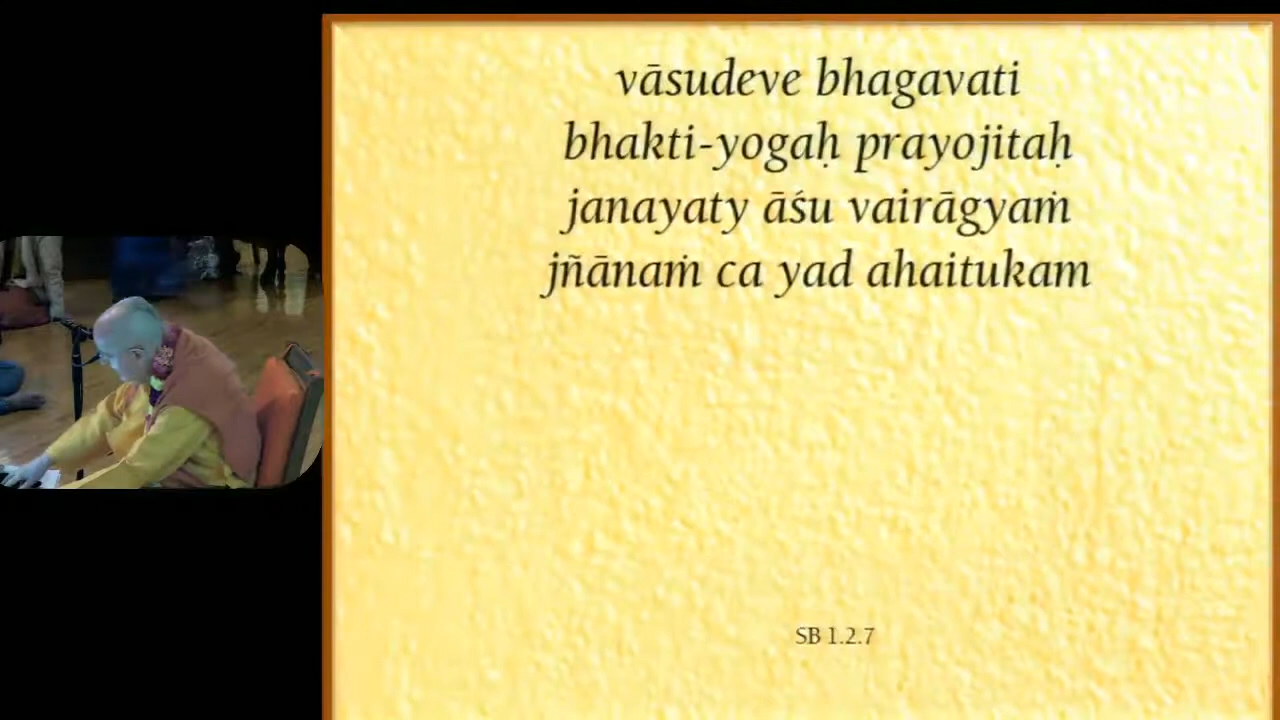 vāsudeve bhagavati
bhakti-yogaḥ prayojitaḥ
janayaty āśu vairāgyaṁ
jñānaṁ ca yad ahaitukam
SB 1.2.7